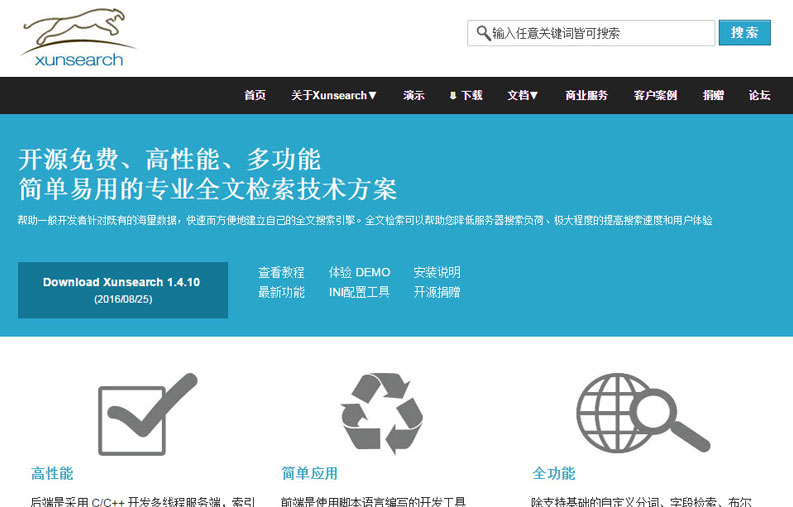 xunsearch
输入任意关键词皆可搜索
搜索
首页 关于Xunsearch▼ 演示 ⬇ 下载 文档▼ 商业服务 客户案例 捐赠 论坛
开源免费、高性能、多功能
简单易用的专业全文检索技术方案
帮助一般开发者针对既有的海量数据，快速而方便地建立自己的全文搜索引擎。全文检索可以帮助您降低服务器搜索负荷、极大程度的提高搜索速度和用户体验
Download Xunsearch 1.4.10
(2016/08/25)
查看教程 体验 DEMO 安装说明
最新功能 INI配置工具 开源捐赠
高性能
简单应用
全功能
后端是采用 C/C++ 开发多线程服务端，索引
前端是使用脚本语言编写的开发工具
除支持基础的自定义分词、字段检索、布尔